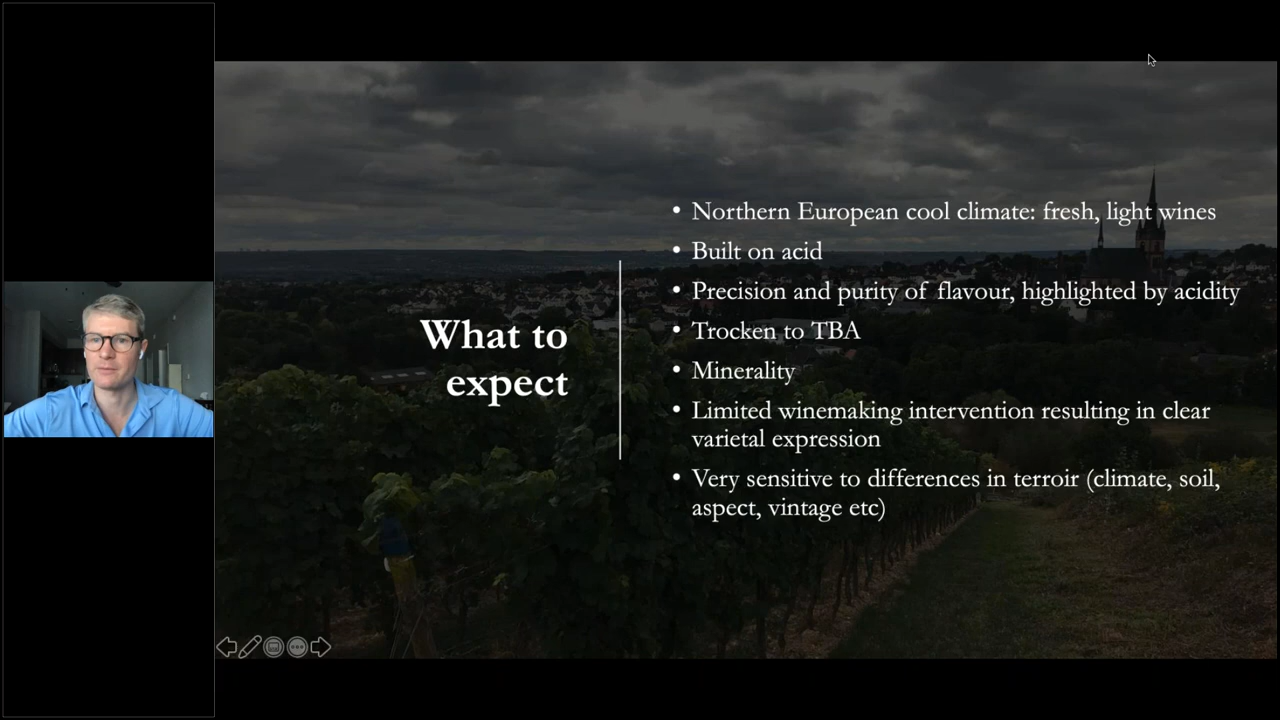 What to
expect
• Northern European cool climate: fresh, light wines
• Built on acid
• Precision and purity of flavour, highlighted by acidity
• Trocken to TBA
• Minerality
• Limited winemaking intervention resulting in clear
varietal expression
• Very sensitive to differences in terroir (climate, soil,
aspect, vintage etc)